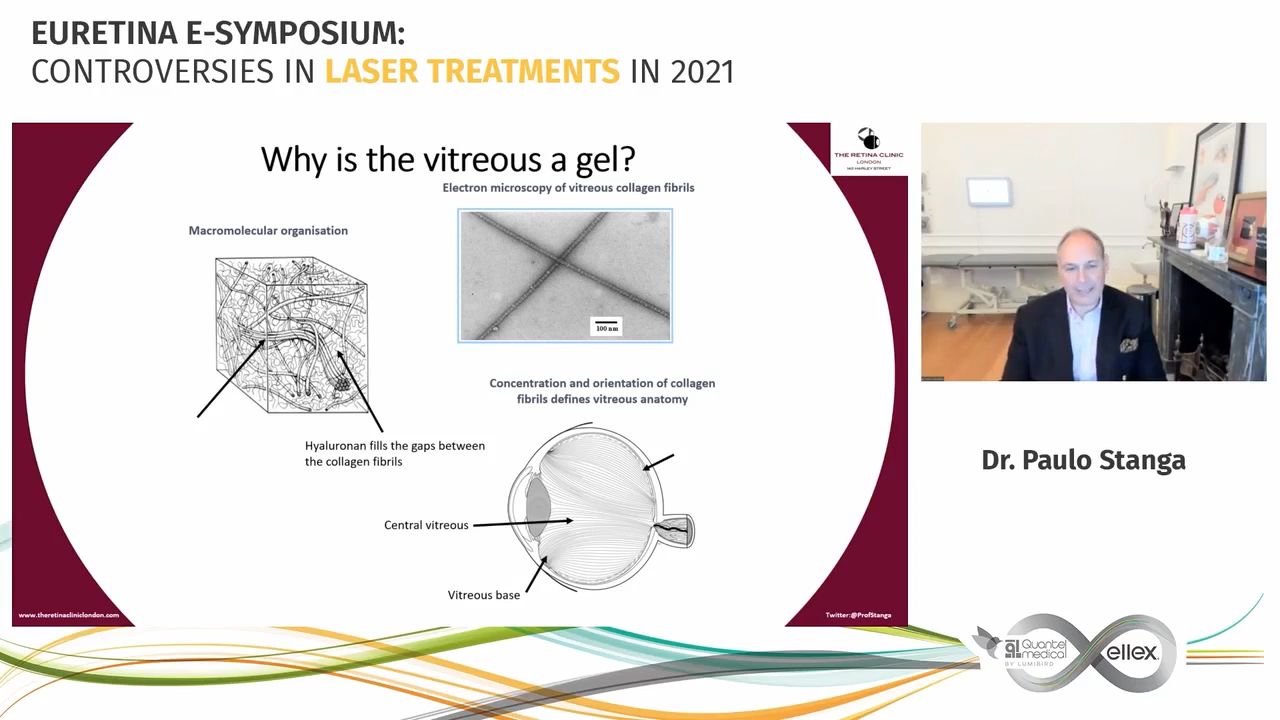 EURETINA E-SYMPOSIUM:
CONTROVERSIES IN LASER TREATMENTS IN 2021
Why is the vitreous a gel?
THE RETINA CLINIC
LONDON
140 HARLEY STREET
Electron microscopy of vitreous collagen fibrils
Macromolecular organisation
100 nm
Concentration and orientation of collagen
fibrils defines vitreous anatomy
Hyaluronan fills the gaps between
the collagen fibrils
Central vitreous
Vitreous base
www.theretinacliniclondon.com
Twitter:@ProfStanga
Dr. Paulo Stanga
Quantel
medical
BY LUMIBIRD
ellex